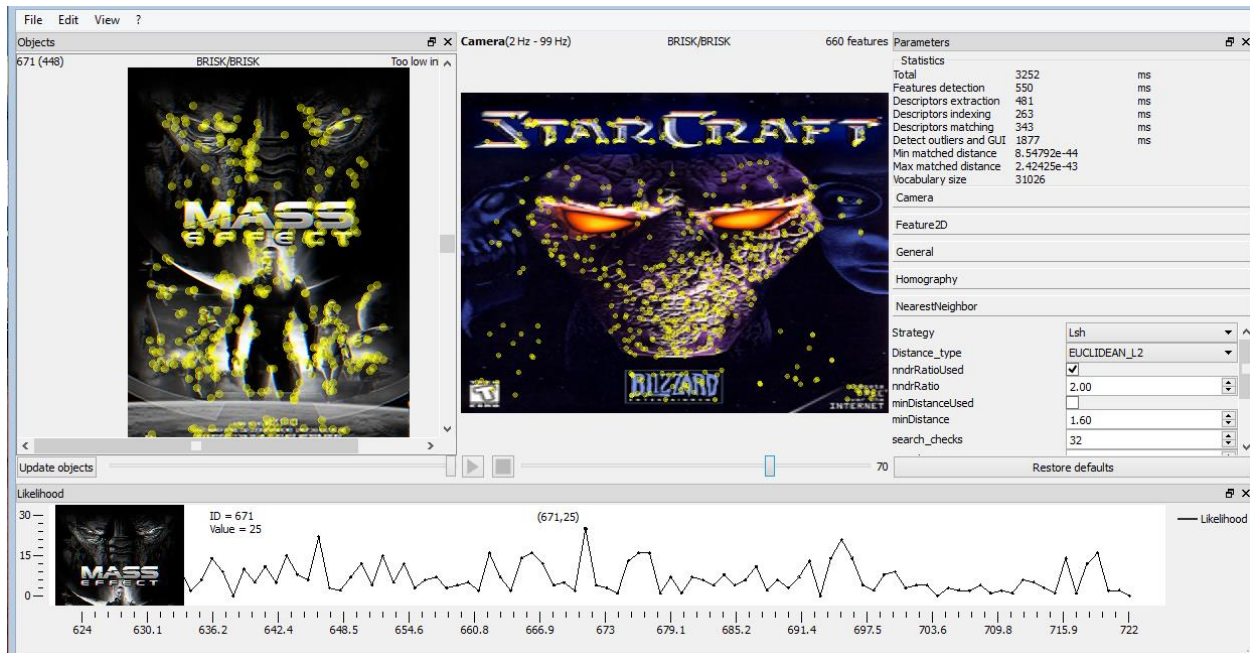 File Edit View ?
Objects
671 (448) BRISK/BRISK Too low in
MASS
EFFECT
Camera(2 Hz - 99 Hz) BRISK/BRISK 660 features
STARCRAFT
BLIZZARD
ENTERTAINMENT
INTERNET
70
Update objects
Parameters
Statistics
Total 3252 ms
Features detection 550 ms
Descriptors extraction 481 ms
Descriptors indexing 263 ms
Descriptors matching 343 ms
Detect outliers and GUI 1877 ms
Min matched distance 8.54792e-44
Max matched distance 2.42425e-43
Vocabulary size 31026
Camera
Feature2D
General
Homography
NearestNeighbor
Strategy Lsh
Distance_type EUCLIDEAN_L2
nndrRatioUsed
nndrRatio 2.00
minDistanceUsed
minDistance 1.60
search_checks 32
Restore defaults
Likelihood
ID = 671
Value = 25
(671,25)
Likelihood
30
15
0
MASS
624 630.1 636.2 642.4 648.5 654.6 660.8 666.9 673 679.1 685.2 691.4 697.5 703.6 709.8 715.9 722